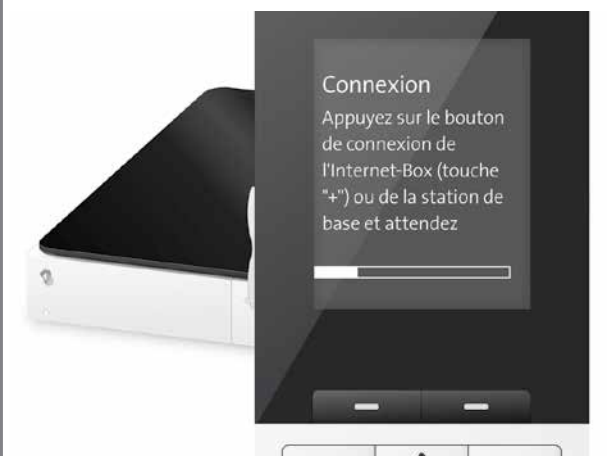 Connexion
Appuyez sur le bouton
de connexion de
l'Internet-Box (touche
"+") ou de la station de
base et attendez